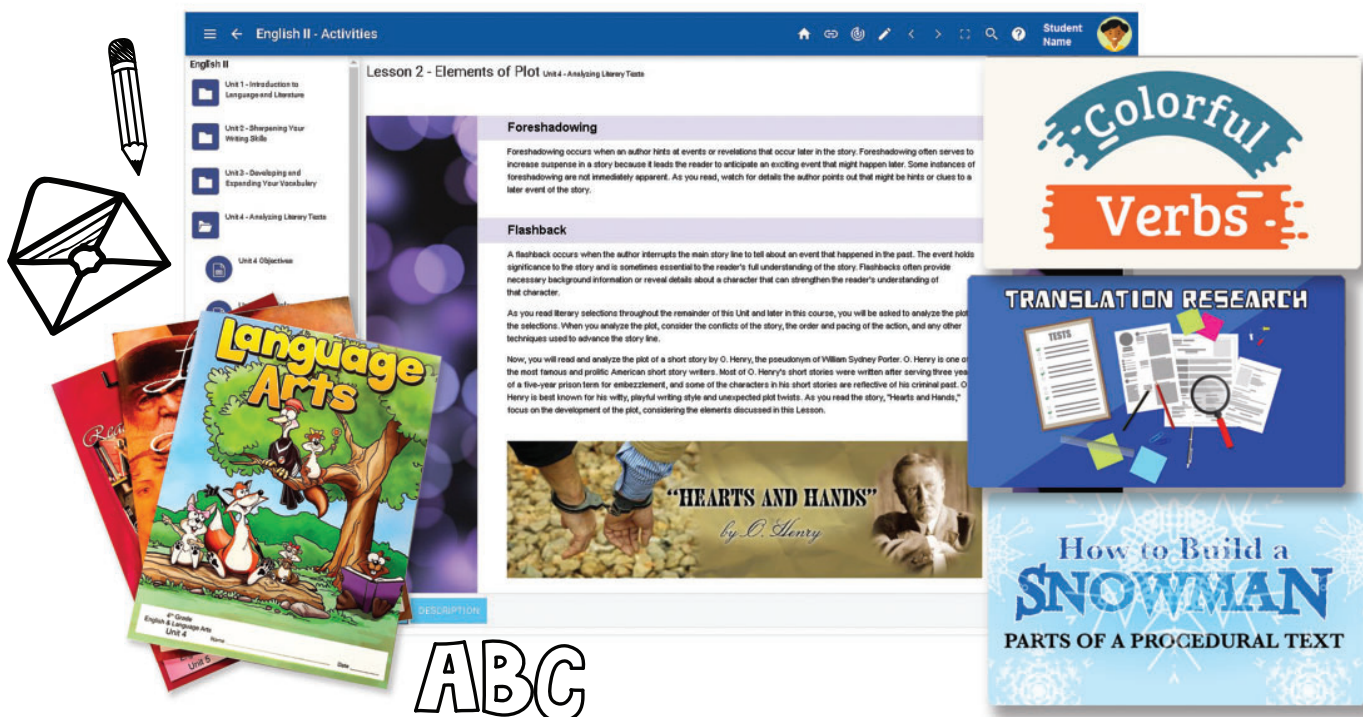 English II - Activities
Student
Name
English II
Unit 1 - Introduction to
Language and Literature
Unit 2 - Sharpening Your
Writing Skills
Unit 3 - Developing and
Expanding Your Vocabulary
Unit 4 - Analyzing Literary Texts
Unit 4 Objectives
Lesson 2 - Elements of Plot Unit 4 - Analyzing Literary Texts
Foreshadowing
Foreshadowing occurs when an author hints at events or revelations that occur later in the story. Foreshadowing often serves to
increase suspense in a story because it leads the reader to anticipate an exciting event that might happen later. Some instances of
foreshadowing are not immediately apparent. As you read, watch for details the author points out that might be hints or clues to a
later event of the story.
Flashback
A flashback occurs when the author interrupts the main story line to tell about an event that happened in the past. The event holds
significance to the story and is sometimes essential to the reader's full understanding of the story. Flashbacks often provide
necessary background information or reveal details about a character that can strengthen the reader's understanding of
that character.
As you read literary selections throughout the remainder of this Unit and later in this course, you will be asked to analyze the plot
the selections. When you analyze the plot, consider the conflicts of the story, the order and pacing of the action, and any other
techniques used to advance the story line.
Now, you will read and analyze the plot of a short story by O. Henry, the pseudonym of William Sydney Porter. O. Henry is one of
the most famous and prolific American short story writers. Most of O. Henry's short stories were written after serving three yea
of a five-year prison term for embezzlement, and some of the characters in his short stories are reflective of his criminal past. O
Henry is best known for his witty, playful writing style and unexpected plot twists. As you read the story, "Hearts and Hands,"
focus on the development of the plot, considering the elements discussed in this Lesson.
"HEARTS AND HANDS"
by O. Henry
DESCRIPTION
Colorful
Verbs
TRANSLATION RESEARCH
TESTS
How to Build a
SNOWMAN
PARTS OF A PROCEDURAL TEXT
Language
Arts
4th Grade
English & Language Arts
Unit 4
Name
Date
Unit 5
ABC